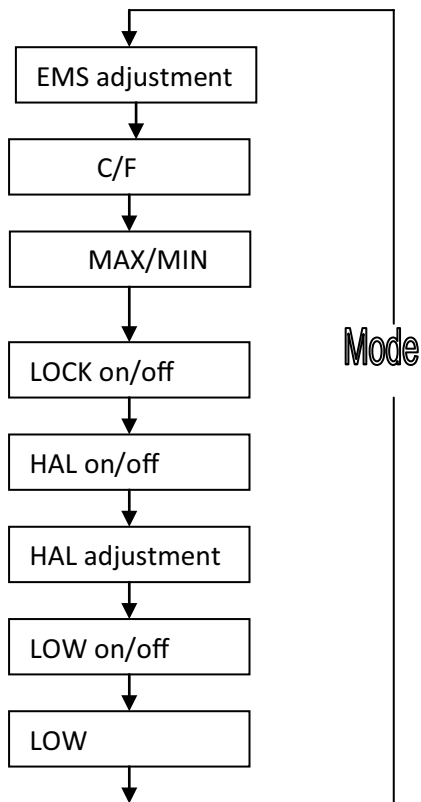 EMS adjustment
C/F
MAX/MIN
Mode
LOCK on/off
HAL on/off
HAL adjustment
LOW on/off
LOW